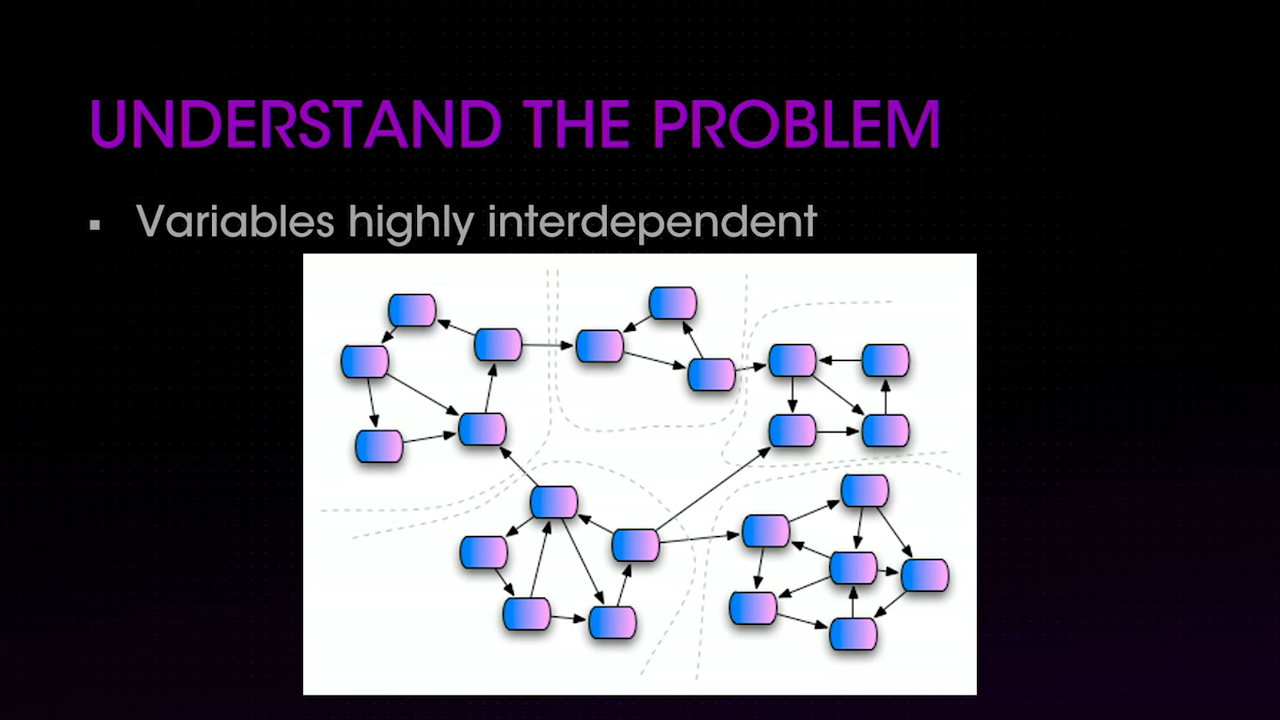 UNDERSTAND THE PROBLEM
▪ Variables highly interdependent